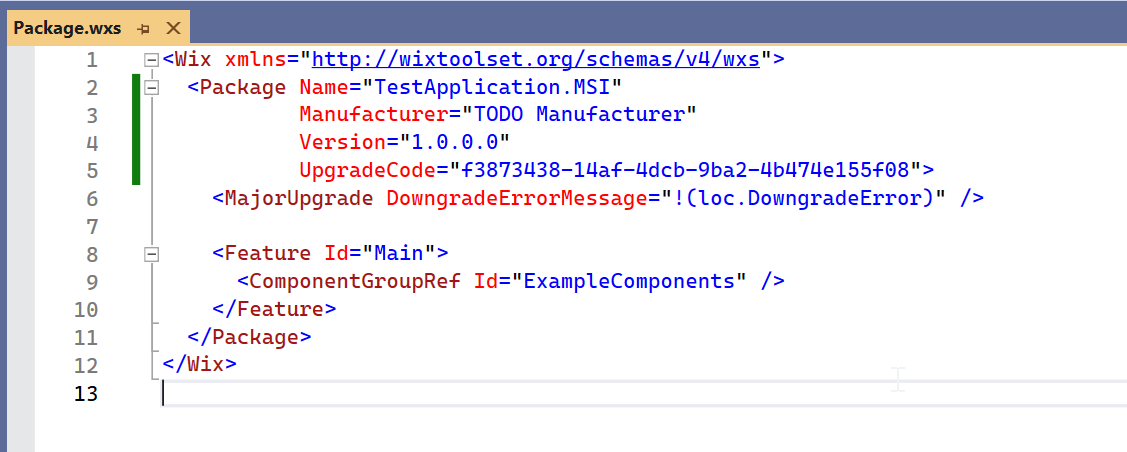 Package.wxs
1 <Wix xmlns="http://wixtoolset.org/schemas/v4/wxs">
2   <Package Name="TestApplication.MSI"
3            Manufacturer="TODO Manufacturer"
4            Version="1.0.0.0"
5            UpgradeCode="f3873438-14af-4dcb-9ba2-4b474e155f08">
6     <MajorUpgrade DowngradeErrorMessage="!(loc.DowngradeError)" />
7
8     <Feature Id="Main">
9       <ComponentGroupRef Id="ExampleComponents" />
10     </Feature>
11   </Package>
12 </Wix>
13